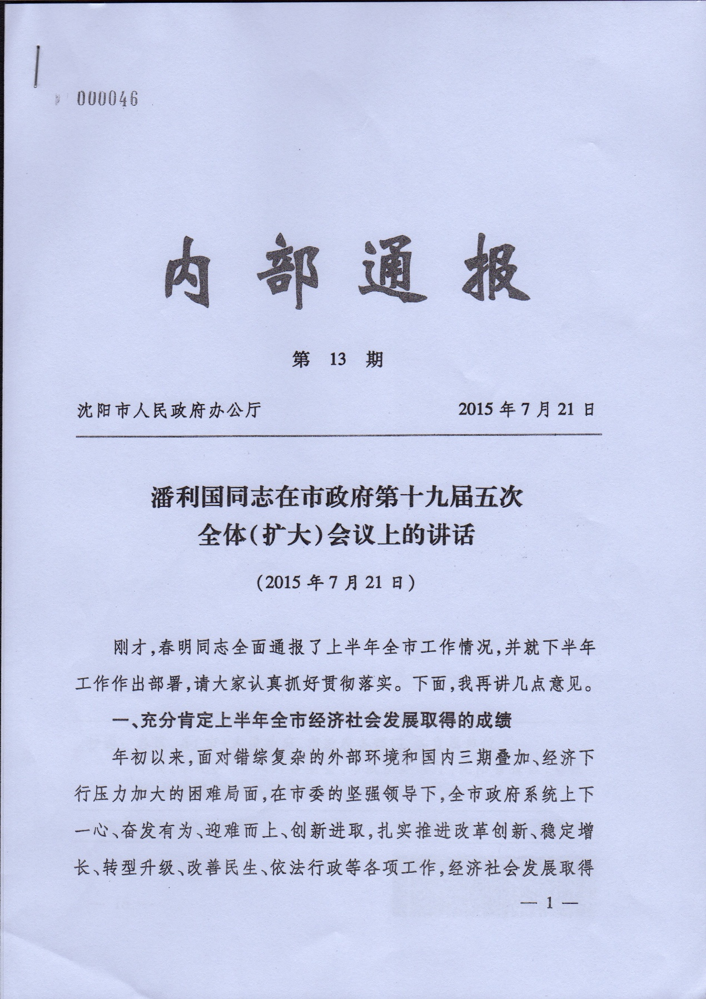 000046
内部通报
第 13 期
沈阳市人民政府办公厅 2015 年 7 月 21 日
潘利国同志在市政府第十九届五次
全体(扩大)会议上的讲话
(2015 年 7 月 21 日)
刚才,春明同志全面通报了上半年全市工作情况,并就下半年
工作作出部署,请大家认真抓好贯彻落实。下面,我再讲几点意见。
一、充分肯定上半年全市经济社会发展取得的成绩
年初以来,面对错综复杂的外部环境和国内三期叠加、经济下
行压力加大的困难局面,在市委的坚强领导下,全市政府系统上下
一心、奋发有为、迎难而上、创新进取,扎实推进改革创新、稳定增
长、转型升级、改善民生、依法行政等各项工作,经济社会发展取得
— 1 —